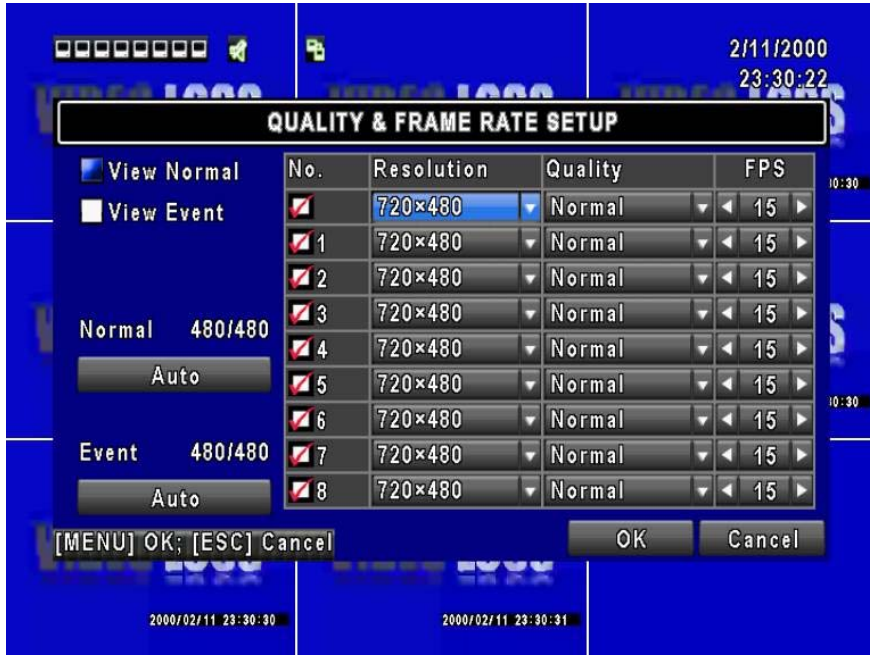 2/11/2000
23:30:22
QUALITY & FRAME RATE SETUP
View Normal
View Event
Normal 480/480
Auto
Event 480/480
Auto
No. Resolution Quality FPS
720×480 Normal 15
1 720×480 Normal 15
2 720×480 Normal 15
3 720×480 Normal 15
4 720×480 Normal 15
5 720×480 Normal 15
6 720×480 Normal 15
7 720×480 Normal 15
8 720×480 Normal 15
[MENU] OK; [ESC] Cancel
OK Cancel
2000/02/11 23:30:30
2000/02/11 23:30:31